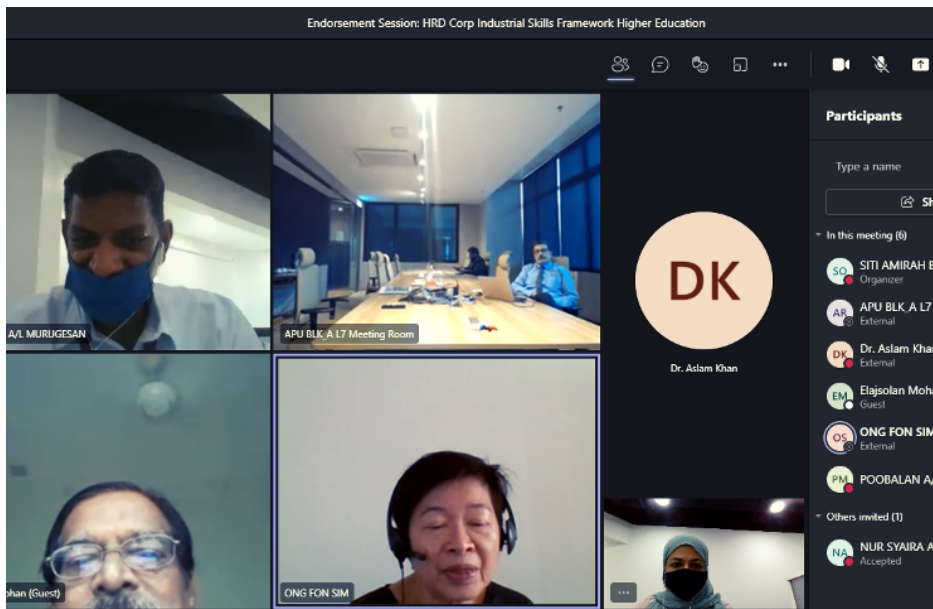 Endorsement Session: HRD Corp Industrial Skills Framework Higher Education
Participants
Type a name
In this meeting (6)
SO
SITI AMIRAH
Organizer
AR
APU BLK_A L7
External
DK
Dr. Aslam Khan
External
EM
Elajsolan
Guest
OS
ONG FON SIM
External
PM
POOBALAN
Others invited (1)
NA
NUR SYAIRA A
Accepted
A/L MURUGESAN
APU BLK_A L7 Meeting Room
DK
Dr. Aslam Khan
ohan (Guest)
ONG FON SIM
...